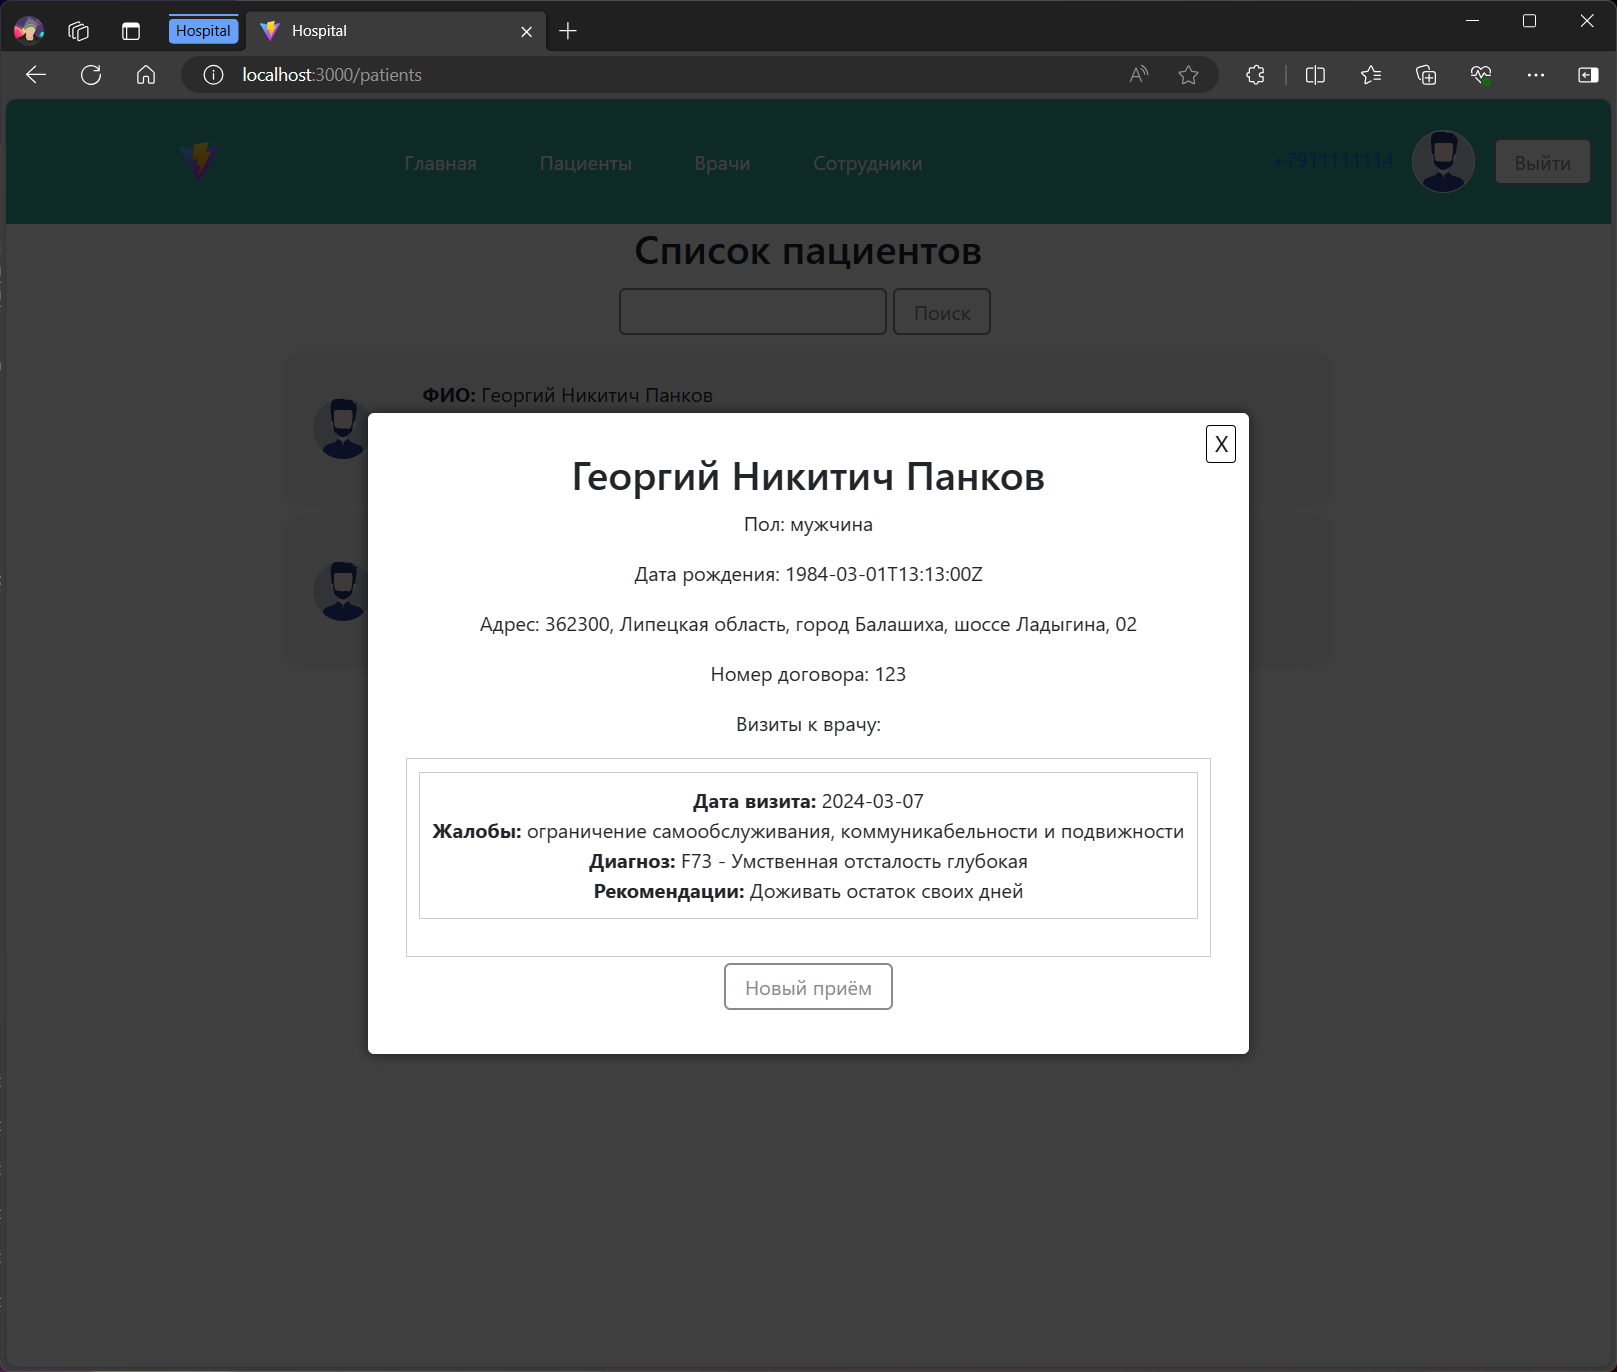 Hospital
Hospital
localhost:3000/patients
Главная
Пациенты
Врачи
Сотрудники
+7911111114
Выйти
Список пациентов
Поиск
ФИО: Георгий Никитич Панков
X
Георгий Никитич Панков
Пол: мужчина
Дата рождения: 1984-03-01T13:13:00Z
Адрес: 362300, Липецкая область, город Балашиха, шоссе Ладыгина, 02
Номер договора: 123
Визиты к врачу:
Дата визита: 2024-03-07
Жалобы: ограничение самообслуживания, коммуникабельности и подвижности
Диагноз: F73 - Умственная отсталость глубокая
Рекомендации: Доживать остаток своих дней
Новый приём